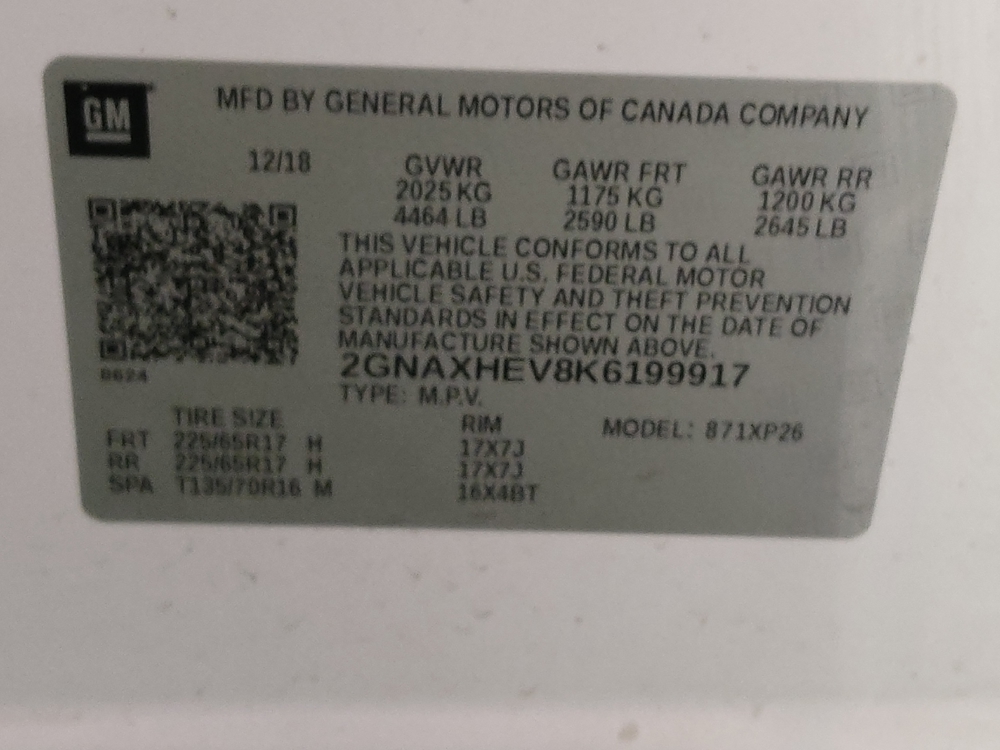 GM
MFD BY GENERAL MOTORS OF CANADA COMPANY
12/18 GVWR GAWR FRT GAWR RR
2025 KG 1175 KG 1200 KG
4464 LB 2590 LB 2645 LB
THIS VEHICLE CONFORMS TO ALL
APPLICABLE U.S. FEDERAL MOTOR
VEHICLE SAFETY AND THEFT PREVENTION
STANDARDS IN EFFECT ON THE DATE OF
MANUFACTURE SHOWN ABOVE.
0624
2GNAXHEV8K6199917
TYPE: M.P.V.
TIRE SIZE RIM MODEL: 871XP26
FRT 225/65R17 H 17X7J
RR 225/65R17 H 17X7J
SPA T135/70R16 M 16X4BT